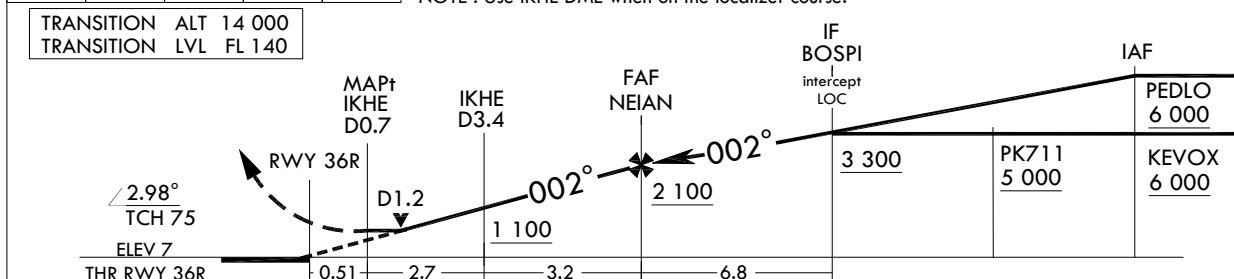 NOTE : Use IKHE DME when on the localizer course.
TRANSITION ALT 14 000
TRANSITION LVL FL 140
MAPt
IKHE
D0.7
IKHE
D3.4
FAF
NEIAN
IF
BOSPI
intercept
LOC
IAF
PEDLO
6 000
KEVOX
6 000
PK711
5 000
3 300
002°
2 100
002°
1 100
D1.2
RWY 36R
2.98°
TCH 75
ELEV 7
THR RWY 36R
0.51 2.7 3.2 6.8